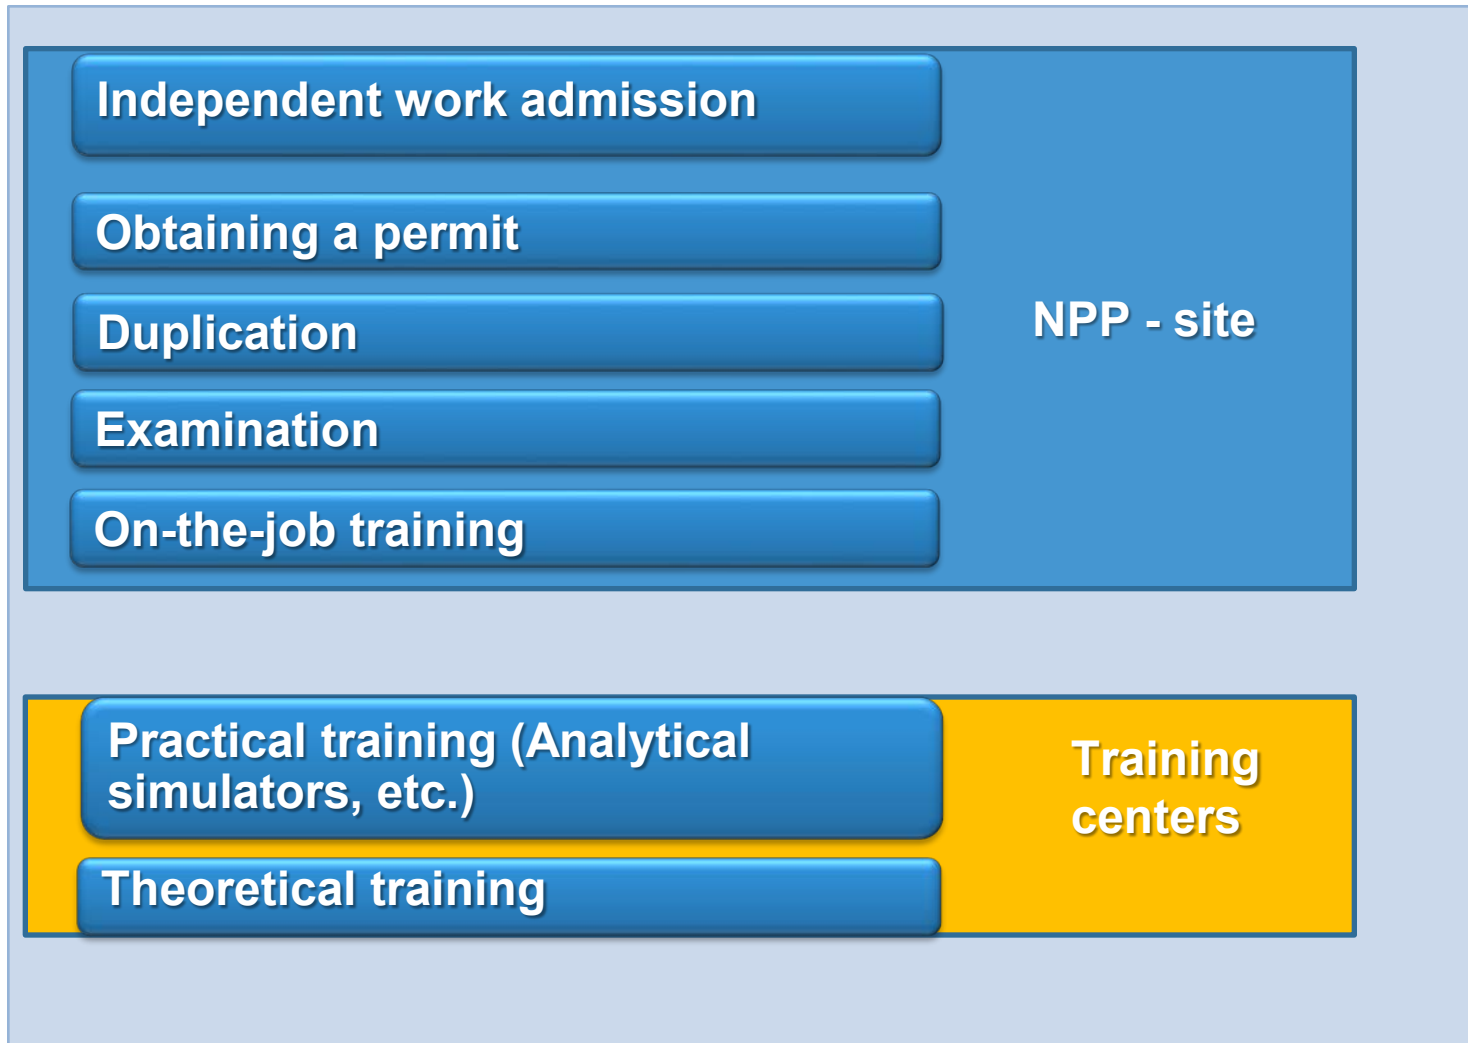 Independent work admission
Obtaining a permit
Duplication
NPP - site
Examination
On-the-job training
Practical training (Analytical
simulators, etc.)
Training
centers
Theoretical training